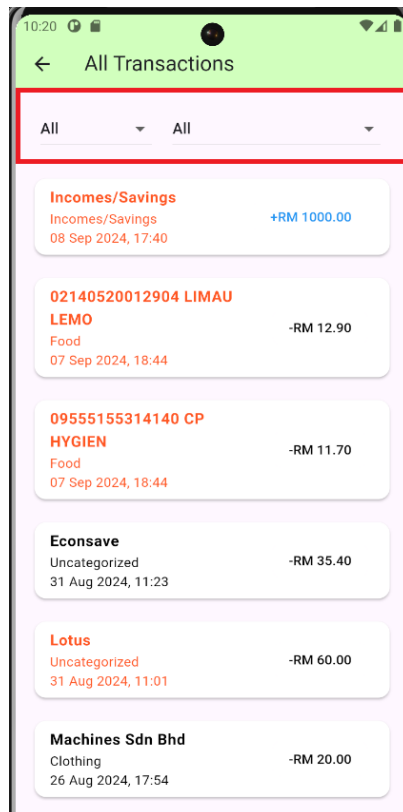 10:20
All Transactions
All All
Incomes/Savings
Incomes/Savings +RM 1000.00
08 Sep 2024, 17:40
02140520012904 LIMAU
LEMO -RM 12.90
Food
07 Sep 2024, 18:44
09555155314140 CP
HYGIEN -RM 11.70
Food
07 Sep 2024, 18:44
Econsave
Uncategorized -RM 35.40
31 Aug 2024, 11:23
Lotus
Uncategorized -RM 60.00
31 Aug 2024, 11:01
Machines Sdn Bhd
Clothing -RM 20.00
26 Aug 2024, 17:54